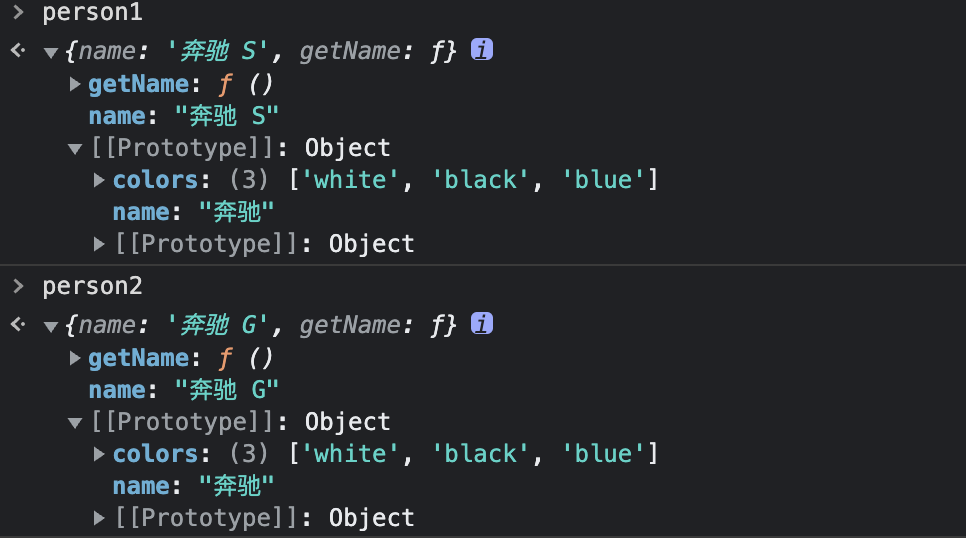 > person1
<· ▼{name: '奔驰 S', getName: ƒ} i
▶getName: ƒ ()
name: "奔驰 S"
▼[[Prototype]]: Object
▶colors: (3) ['white', 'black', 'blue']
name: "奔驰"
▶[[Prototype]]: Object
> person2
<· ▼{name: '奔驰 G', getName: ƒ} i
▶getName: ƒ ()
name: "奔驰 G"
▼[[Prototype]]: Object
▶colors: (3) ['white', 'black', 'blue']
name: "奔驰"
▶[[Prototype]]: Object